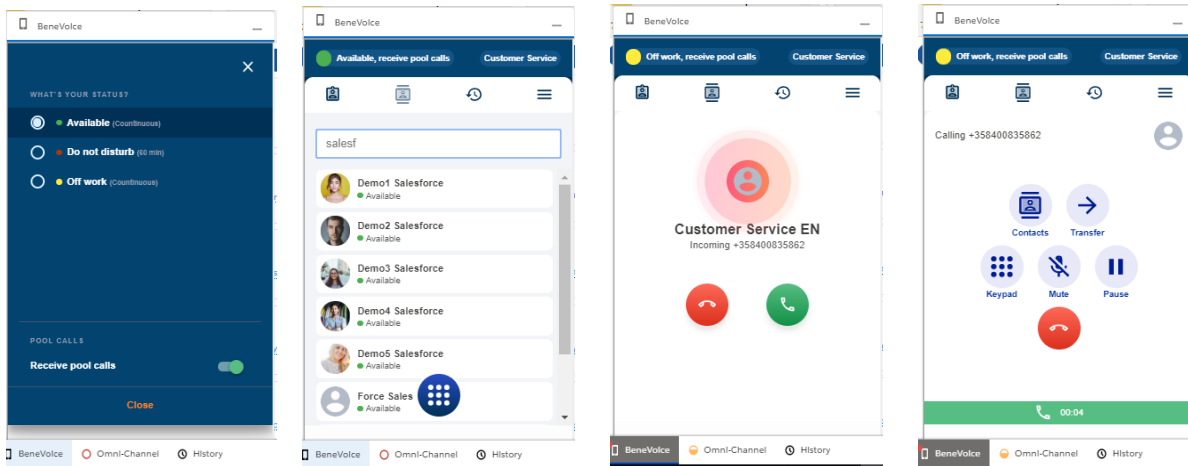 BeneVoIce
WHAT'S YOUR STATUS?
Available (Countinuous)
Do not disturb (60 min)
Off work (Countinuous)
POOL CALLS
Receive pool calls
Close
BeneVoIce
OmnI-Channel
HIstory
BeneVoIce
Available, receive pool calls
Customer Service
salesf
Demo1 Salesforce
Available
Demo2 Salesforce
Available
Demo3 Salesforce
Available
Demo4 Salesforce
Available
Demo5 Salesforce
Available
Force Sales
Available
BeneVoIce
OmnI-Channel
HIstory
BeneVoIce
Off work, receive pool calls
Customer Service
Customer Service EN
Incoming +358400835862
BeneVoIce
OmnI-Channel
HIstory
BeneVoIce
Off work, receive pool calls
Customer Service
Calling +358400835862
Contacts
Transfer
Keypad
Mute
Pause
00:04
BeneVoIce
OmnI-Channel
HIstory